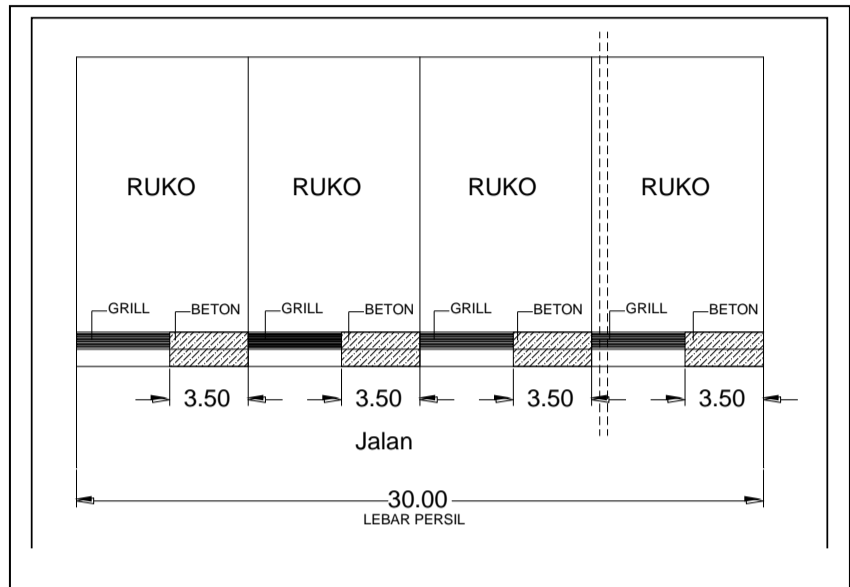 RUKO RUKO RUKO RUKO
GRILL BETON GRILL BETON GRILL BETON GRILL BETON
3.50 3.50 3.50 3.50
Jalan
30.00
LEBAR PERSIL